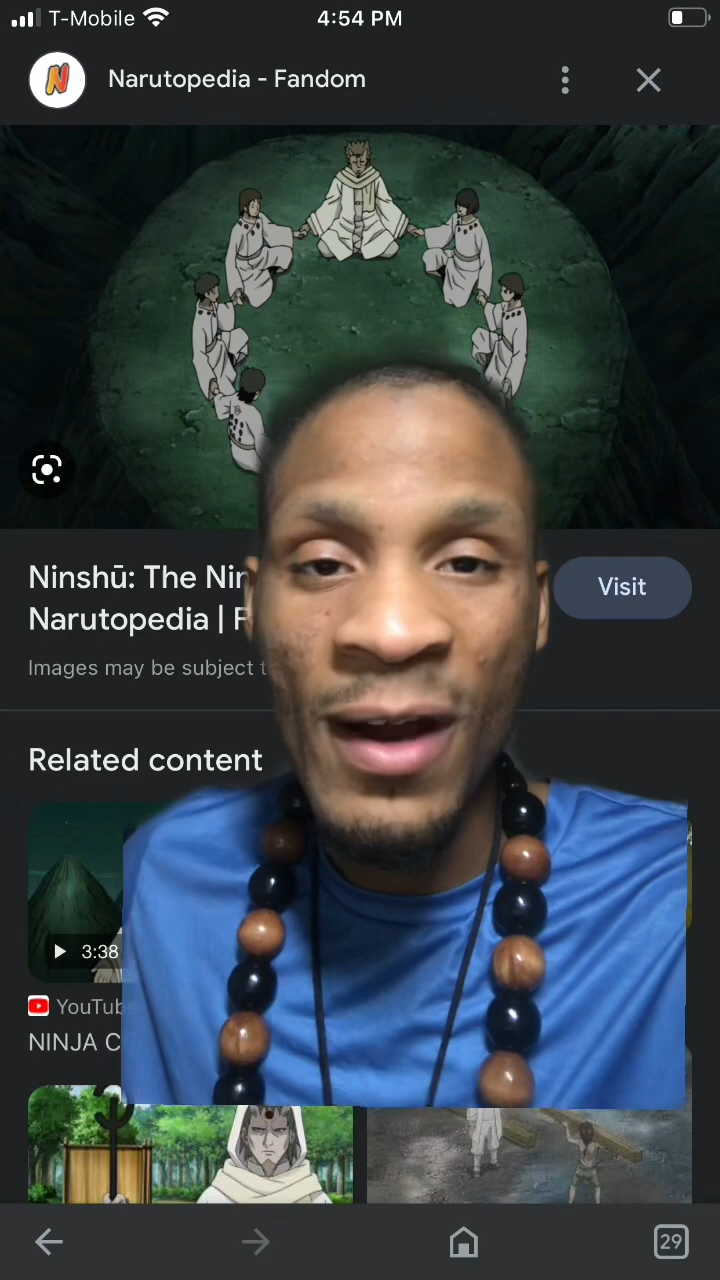 T-Mobile
4:54 PM
Narutopedia - Fandom
Ninshū: The Nin
Narutopedia | F
Visit
Images may be subject t
Related content
3:38
YouTub
NINJA C
29